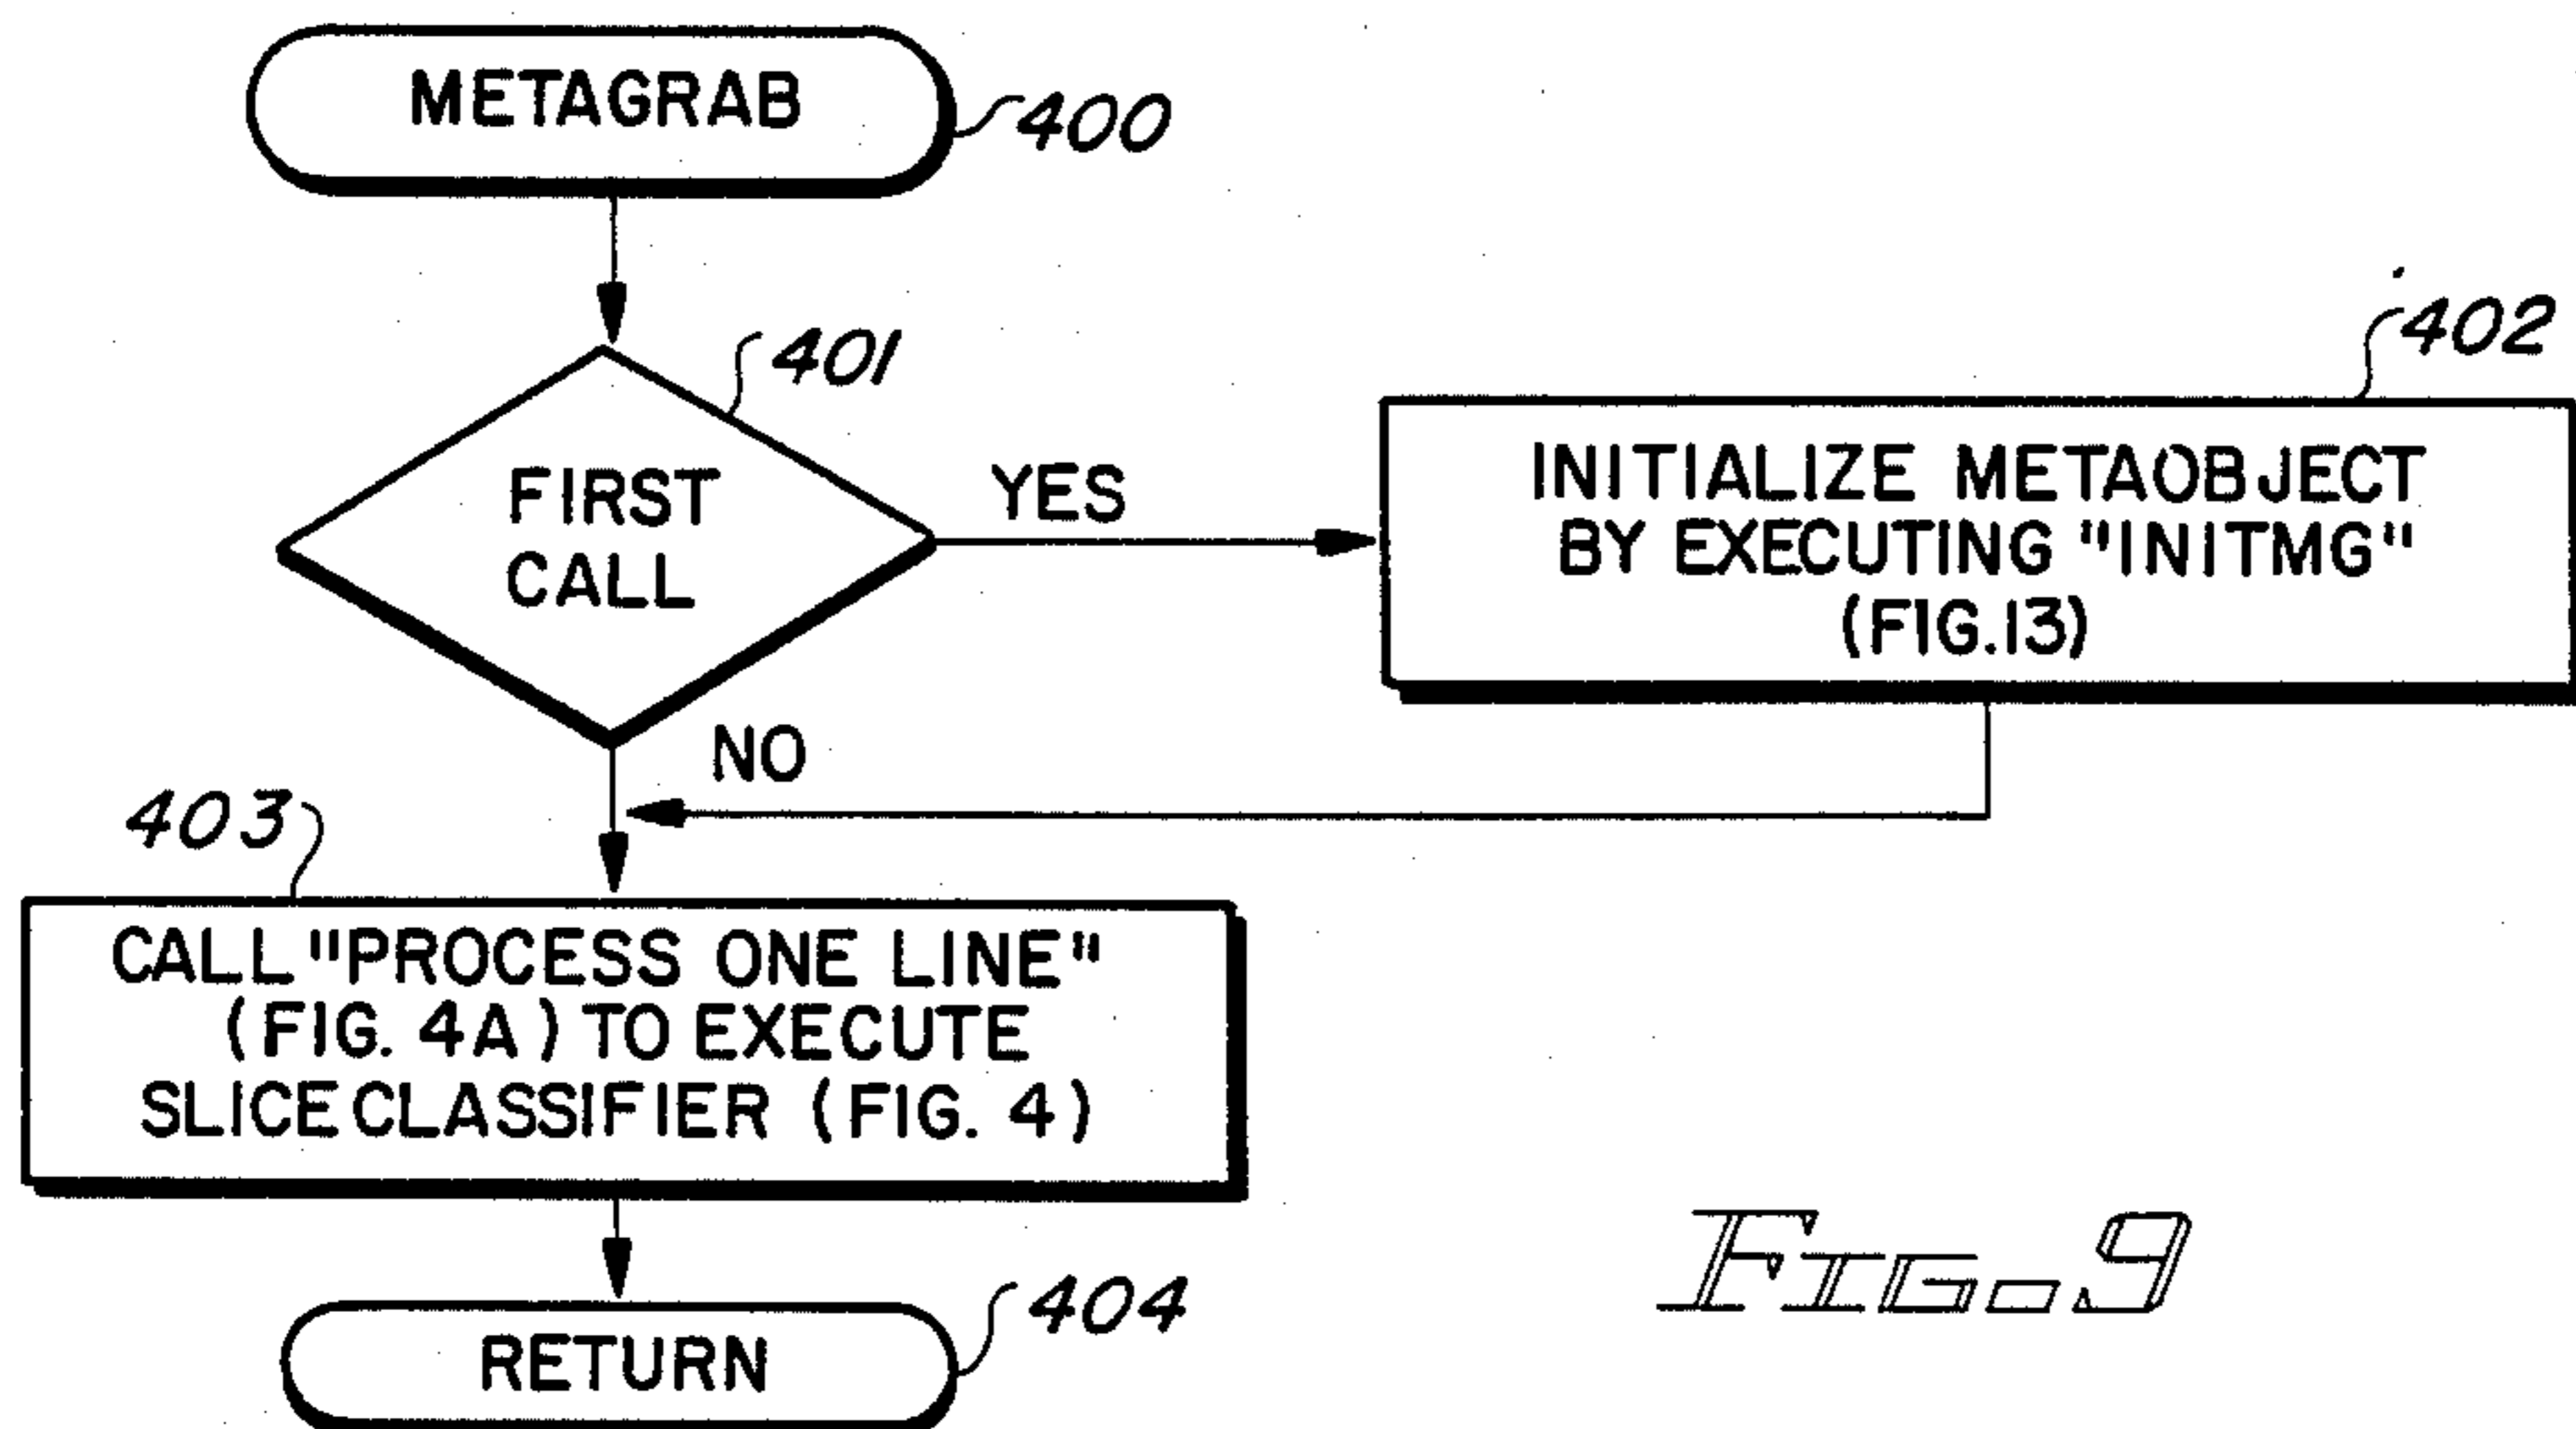 METAGRAB
400
401
FIRST
CALL
YES
402
INITIALIZE METAOBJECT
BY EXECUTING "INITMG"
(FIG.13)
NO
403
CALL "PROCESS ONE LINE"
(FIG. 4A) TO EXECUTE
SLICE CLASSIFIER (FIG. 4)
RETURN
404
FIG-9